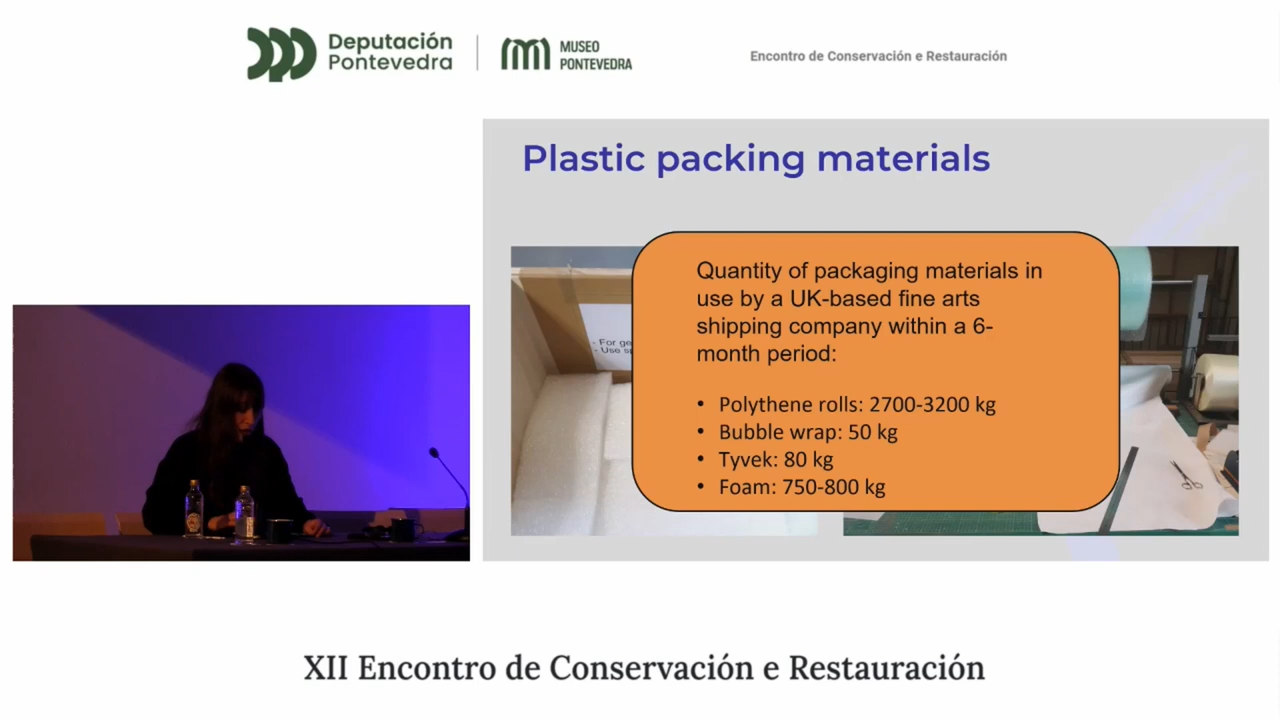 Deputación
Pontevedra
MUSEO
PONTEVEDRA
Encontro de Conservación e Restauración
Plastic packing materials
- For ge
- Use sp
Quantity of packaging materials in
use by a UK-based fine arts
shipping company within a 6-
month period:
• Polythene rolls: 2700-3200 kg
• Bubble wrap: 50 kg
• Tyvek: 80 kg
• Foam: 750-800 kg
XII Encontro de Conservación e Restauración